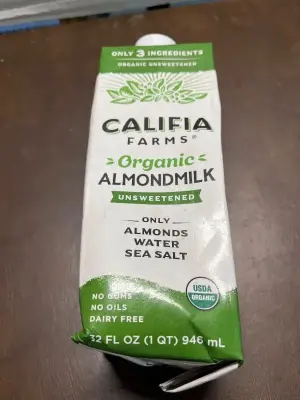 ONLY 3 INGREDIENTS
ORGANIC UNSWEETENED
CALIFIA
FARMS®
Organic
ALMONDMILK
UNSWEETENED
ONLY
ALMONDS
WATER
SEA SALT
USDA
ORGANIC
NO GUMS
NO OILS
DAIRY FREE
32 FL OZ (1 QT) 946 mL